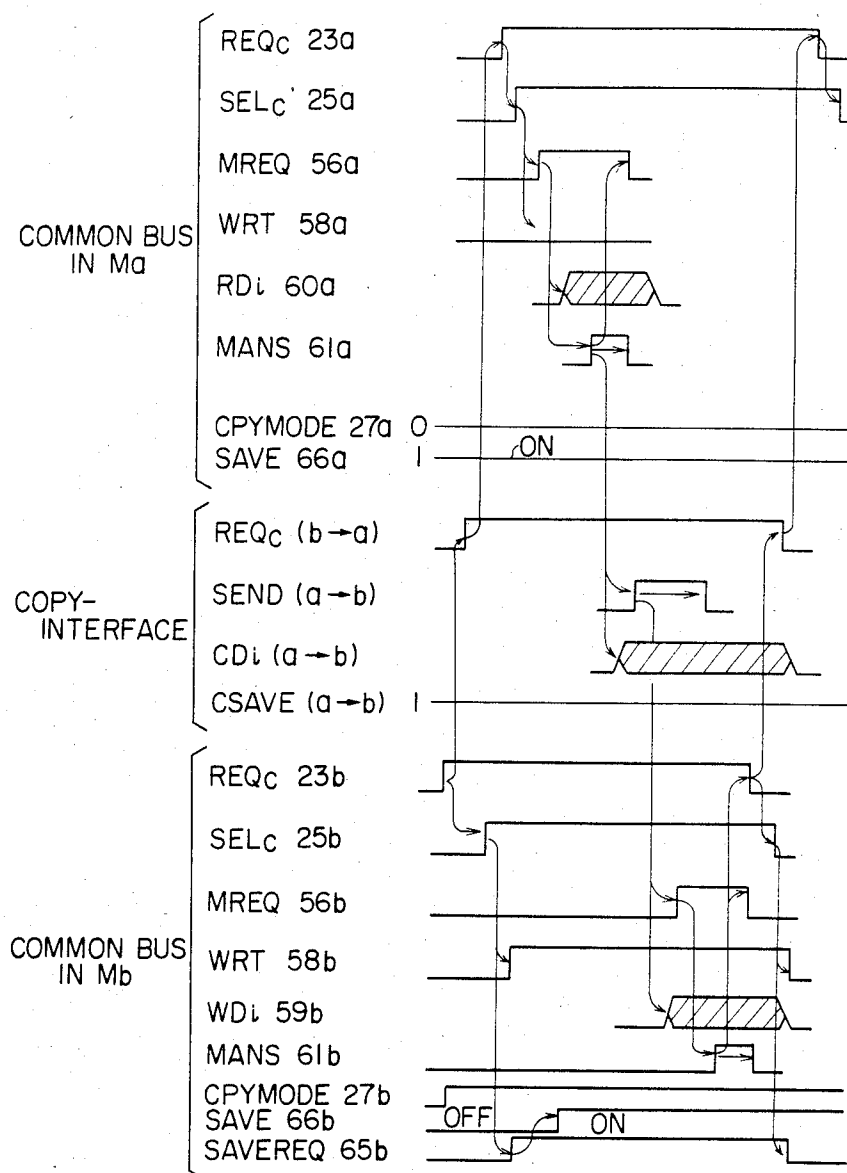 REQC 23a
SELC' 25a
MREQ 56a
WRT 58a
COMMON BUS
IN Ma
RDi 60a
MANS 61a
CPYMODE 27a 0
SAVE 66a 1 ON
REQC (b→a)
SEND (a→b)
COPY-
INTERFACE
CDi (a→b)
CSAVE (a→b) 1
REQC 23b
SELC 25b
MREQ 56b
COMMON BUS
IN Mb
WRT 58b
WDi 59b
MANS 61b
CPYMODE 27b
SAVE 66b OFF ON
SAVEREQ 65b